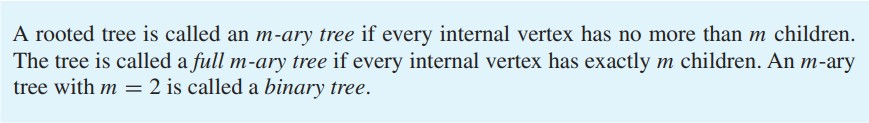 A rooted tree is called an m-ary tree if every internal vertex has no more than m children.
The tree is called a full m-ary tree if every internal vertex has exactly m children. An m-ary
tree with m = 2 is called a binary tree.